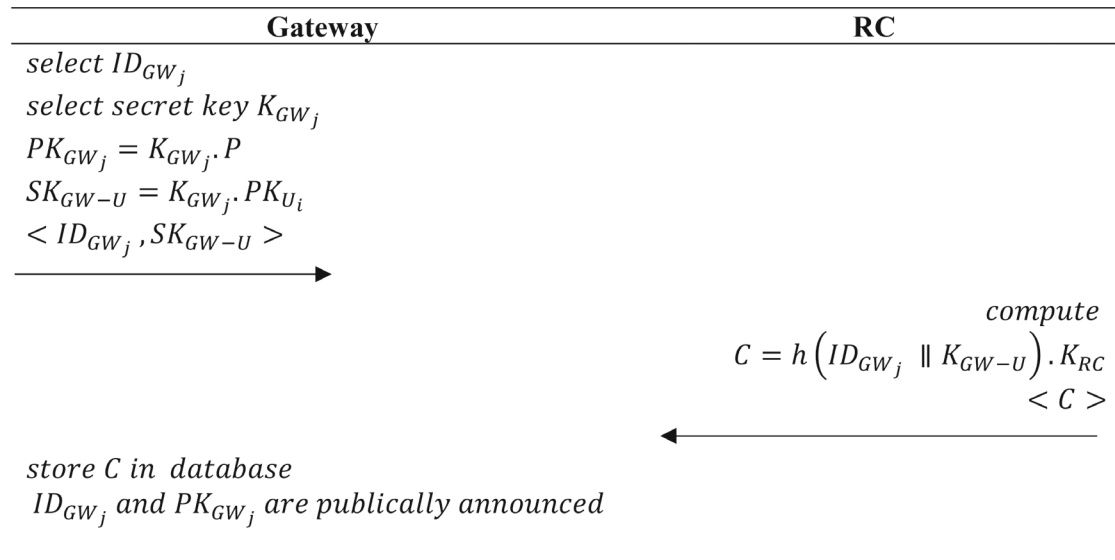 Gateway RC
select ID_{GW_j}
select secret key K_{GW_j}
PK_{GW_j} = K_{GW_j}.P
SK_{GW-U} = K_{GW_j}.PK_{U_i}
< ID_{GW_j}, SK_{GW-U} >
compute
C = h(ID_{GW_j} ∥ K_{GW-U}).K_{RC}
< C >
store C in database
ID_{GW_j} and PK_{GW_j} are publically announced